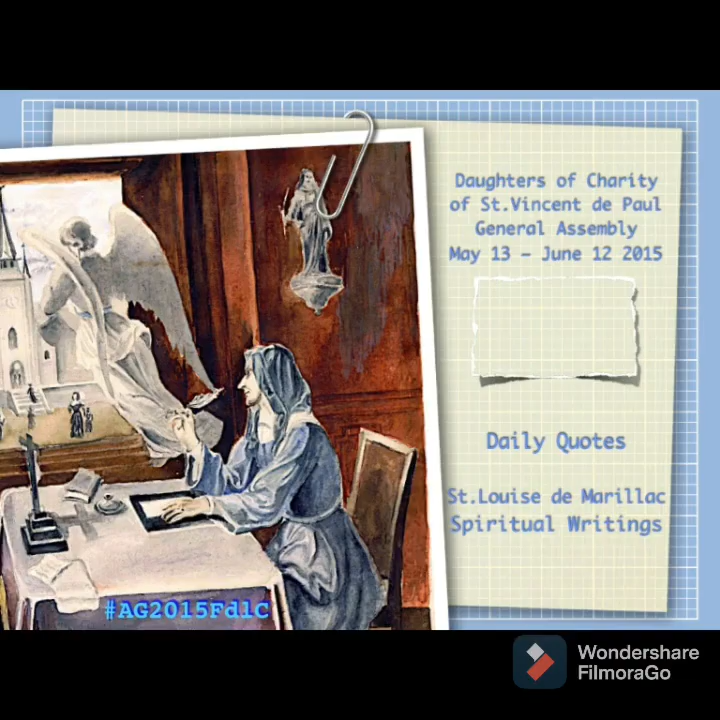 Daughters of Charity
of St.Vincent de Paul
General Assembly
May 13 – June 12 2015
Daily Quotes
St.Louise de Marillac
Spiritual Writings
#AG2015FdlC
Wondershare
FilmoraGo